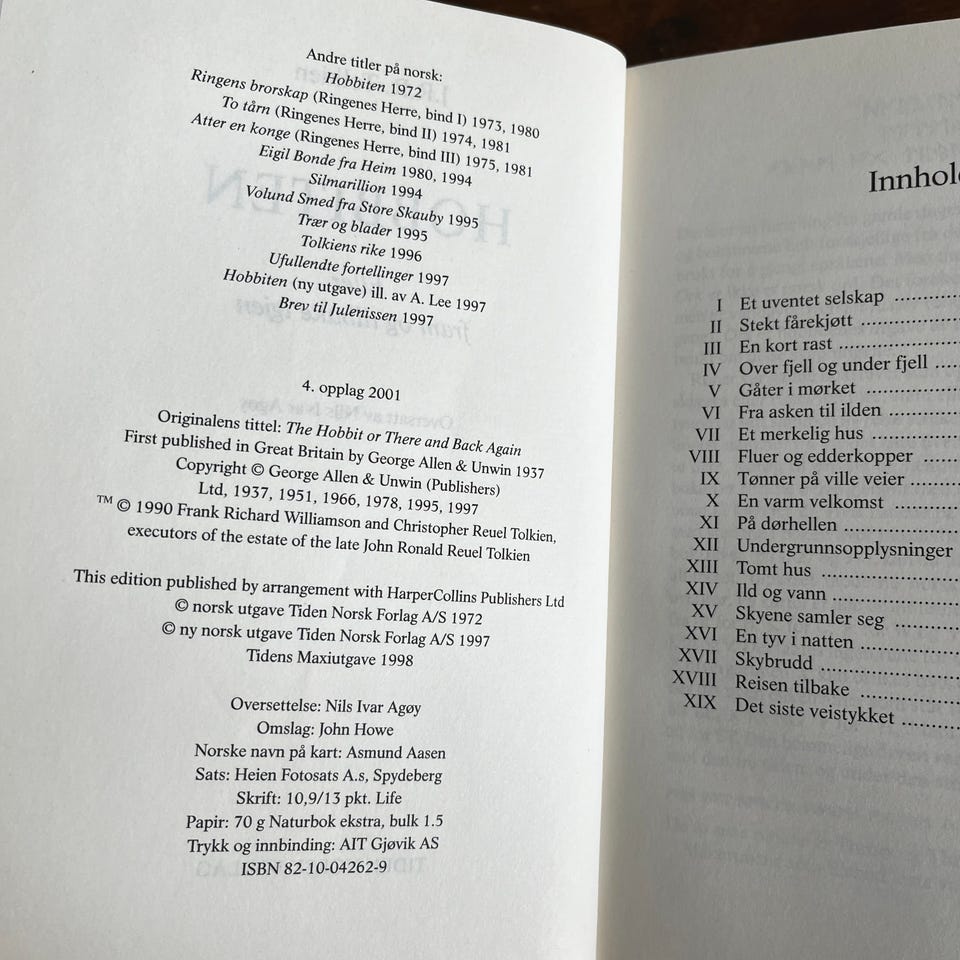 Andre titler på norsk:
Hobbiten 1972
Ringens brorskap (Ringenes Herre, bind I) 1973, 1980
To tårn (Ringenes Herre, bind II) 1974, 1981
Atter en konge (Ringenes Herre, bind III) 1975, 1981
Eigil Bonde fra Heim 1980, 1994
Silmarillion 1994
Volund Smed fra Store Skauby 1995
Trær og blader 1995
Tolkiens rike 1996
Ufullendte fortellinger 1997
Hobbiten (ny utgave) ill. av A. Lee 1997
Brev til Julenissen 1997
4. opplag 2001
Originalens tittel: The Hobbit or There and Back Again
First published in Great Britain by George Allen & Unwin 1937
Copyright © George Allen & Unwin (Publishers)
Ltd, 1937, 1951, 1966, 1978, 1995, 1997
™ © 1990 Frank Richard Williamson and Christopher Reuel Tolkien,
executors of the estate of the late John Ronald Reuel Tolkien
This edition published by arrangement with HarperCollins Publishers Ltd
© norsk utgave Tiden Norsk Forlag A/S 1972
© ny norsk utgave Tiden Norsk Forlag A/S 1997
Tidens Maxiutgave 1998
Oversettelse: Nils Ivar Agøy
Omslag: John Howe
Norske navn på kart: Asmund Aasen
Sats: Heien Fotosats A.s, Spydeberg
Skrift: 10,9/13 pkt. Life
Papir: 70 g Naturbok ekstra, bulk 1.5
Trykk og innbinding: AIT Gjøvik AS
ISBN 82-10-04262-9
Innhol
I Et uventet selskap
II Stekt fårekjøtt
III En kort rast
IV Over fjell og under fjell
V Gåter i mørket
VI Fra asken til ilden
VII Et merkelig hus
VIII Fluer og edderkopper
IX Tønner på ville veier
X En varm velkomst
XI På dørhellen
XII Undergrunnsopplysninger
XIII Tomt hus
XIV Ild og vann
XV Skyene samler seg
XVI En tyv i natten
XVII Skybrudd
XVIII Reisen tilbake
XIX Det siste veistykket